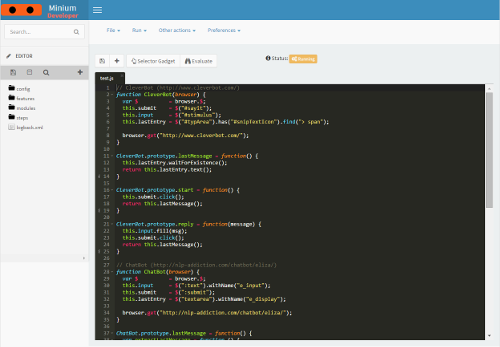 Minium
Developer
Search...
File
Run
Other actions
Preferences
EDITOR
Selector Gadget
Evaluate
Status:
Running
config
features
modules
steps
logback.xml
test.js
1 // CleverBot (http://www.cleverbot.com/)
2 function CleverBot(browser) {
3 var $ = browser.$;
4 this.submit = $("#sayit");
5 this.input = $("#stimulus");
6 this.lastEntry = $("#typArea").has("#snipTextIcon").find("> span");
7
8 browser.get("http://www.cleverbot.com/");
9 }
10
11 CleverBot.prototype.lastMessage = function() {
12 this.lastEntry.waitForExistence();
13 return this.lastEntry.text();
14 }
15
16 CleverBot.prototype.start = function() {
17 this.submit.click();
18 return this.lastMessage();
19 }
20
21 CleverBot.prototype.reply = function(message) {
22 this.input.fill(msg);
23 this.submit.click();
24 return this.lastMessage();
25 }
26
27 // ChatBot (http://nlp-addiction.com/chatbot/eliza/)
28 function ChatBot(browser) {
29 var $ = browser.$;
30 this.input = $(":text").withName("e_input");
31 this.submit = $(":submit");
32 this.lastEntry = $("textarea").withName("e_display");
33
34 browser.get("http://nlp-addiction.com/chatbot/eliza/");
35 }
36
37 ChatBot.prototype.lastMessage = function() {